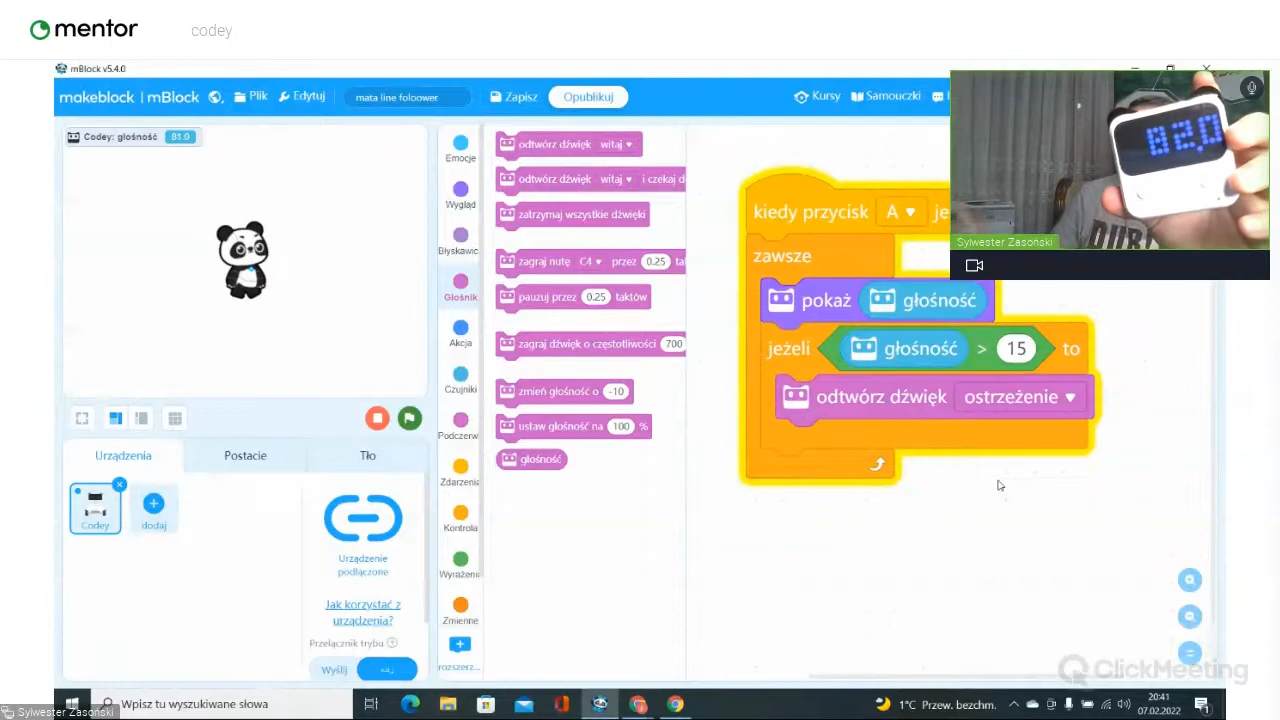 mentor codey
mBlock v5.4.0
makeblock | mBlock Plik Edytuj mata line foloower Zapisz Opublikuj Kursy Samouczki
Codey: głośność 81.0
Emocje
Wygląd
Błyskawic
Głośnik
Akcja
Czujniki
Podczerw
Zdarzenia
Kontrola
Wyrażenia
Zmienne
rozszerz...
odtwórz dźwięk witaj
odtwórz dźwięk witaj i czekaj do
zatrzymaj wszystkie dźwięki
zagraj nutę C4 przez 0.25 tak
pauzuj przez 0.25 taktów
zagraj dźwięk o częstotliwości 700
zmień głośność o -10
ustaw głośność na 100 %
głośność
kiedy przycisk A je
zawsze
pokaż głośność
jeżeli głośność > 15 to
odtwórz dźwięk ostrzeżenie
82.0
Sylwester Zasoński
Urządzenia Postacie Tło
Codey
dodaj
Urządzenie
podłączone
Jak korzystać z
urządzenia?
Przełącznik trybu
Wyślij
ClickMeeting
Wpisz tu wyszukiwane słowa
1°C Przew. bezchm.
20:41
07.02.2022
1
Sylwester Zasoński